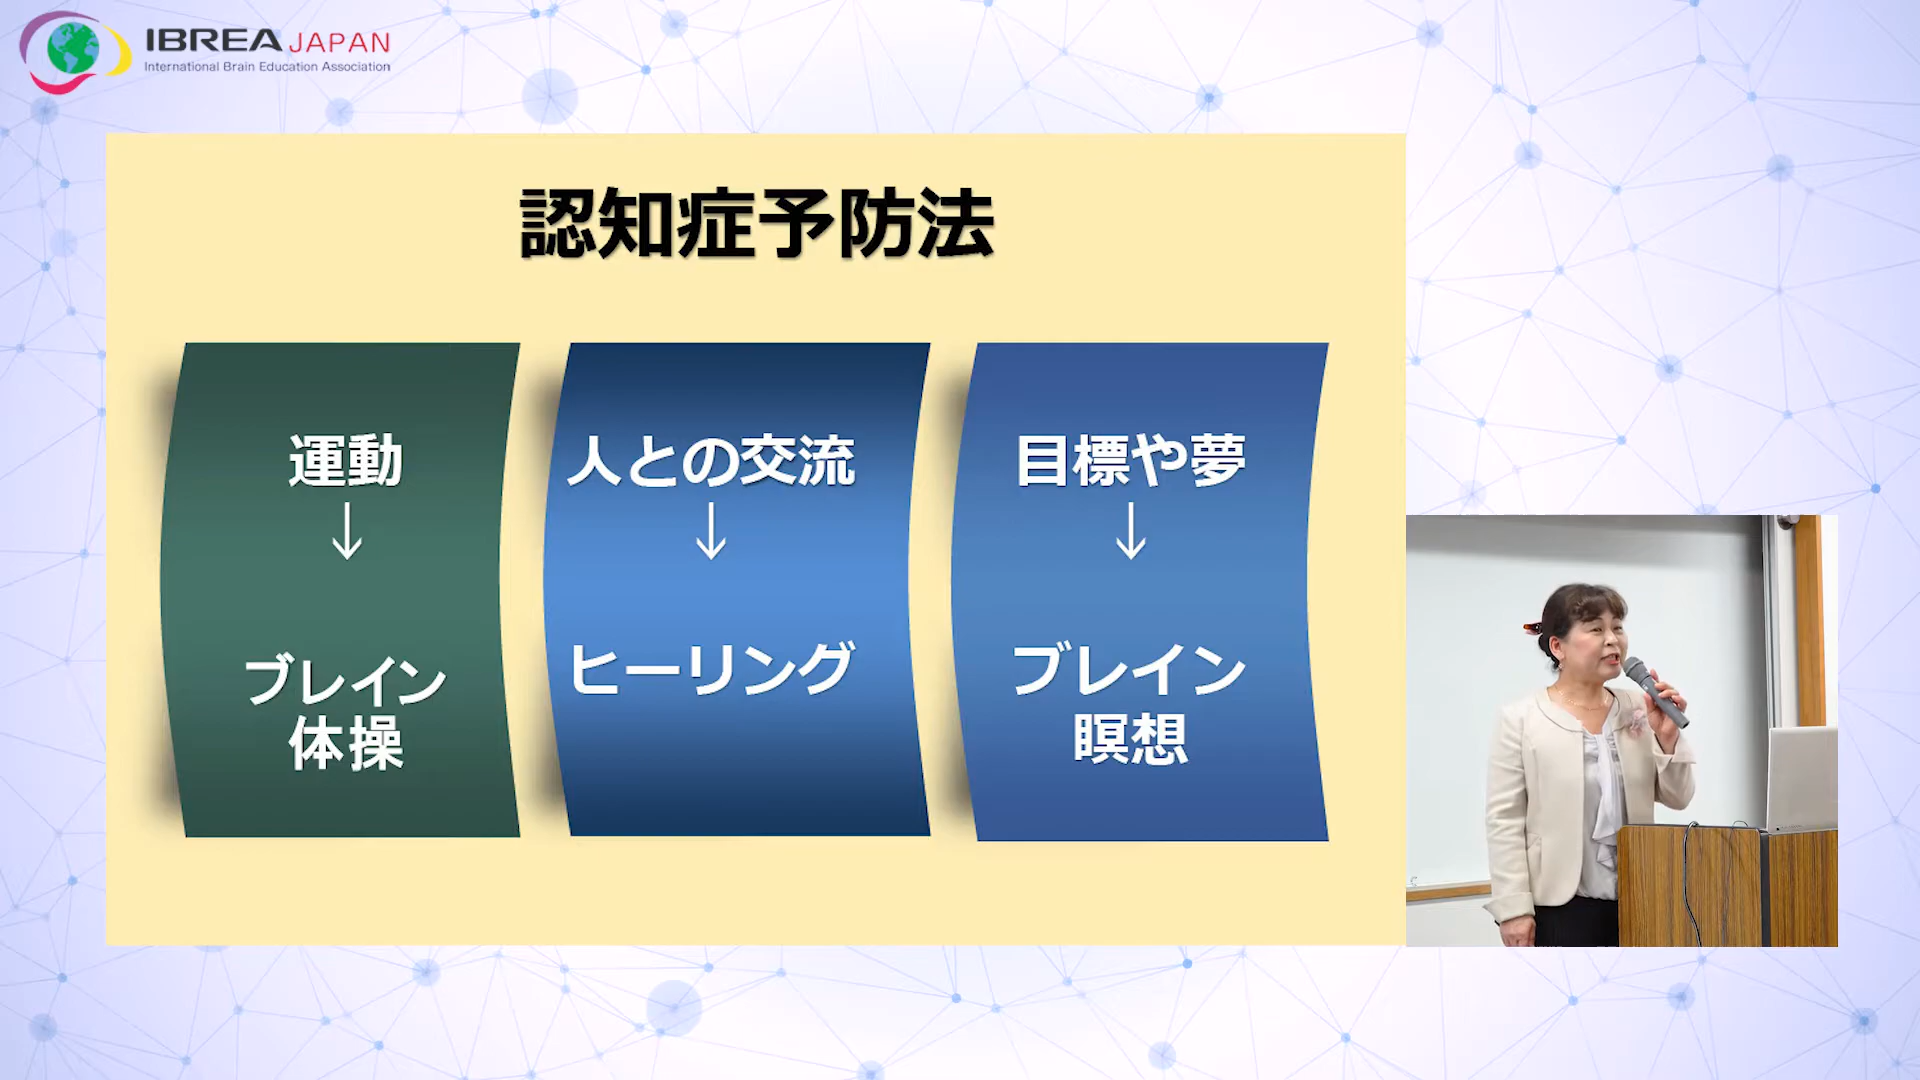 IBREA JAPAN
International Brain Education Association
認知症予防法
運動
↓
ブレイン
体操
人との交流
↓
ヒーリング
目標や夢
↓
ブレイン
瞑想